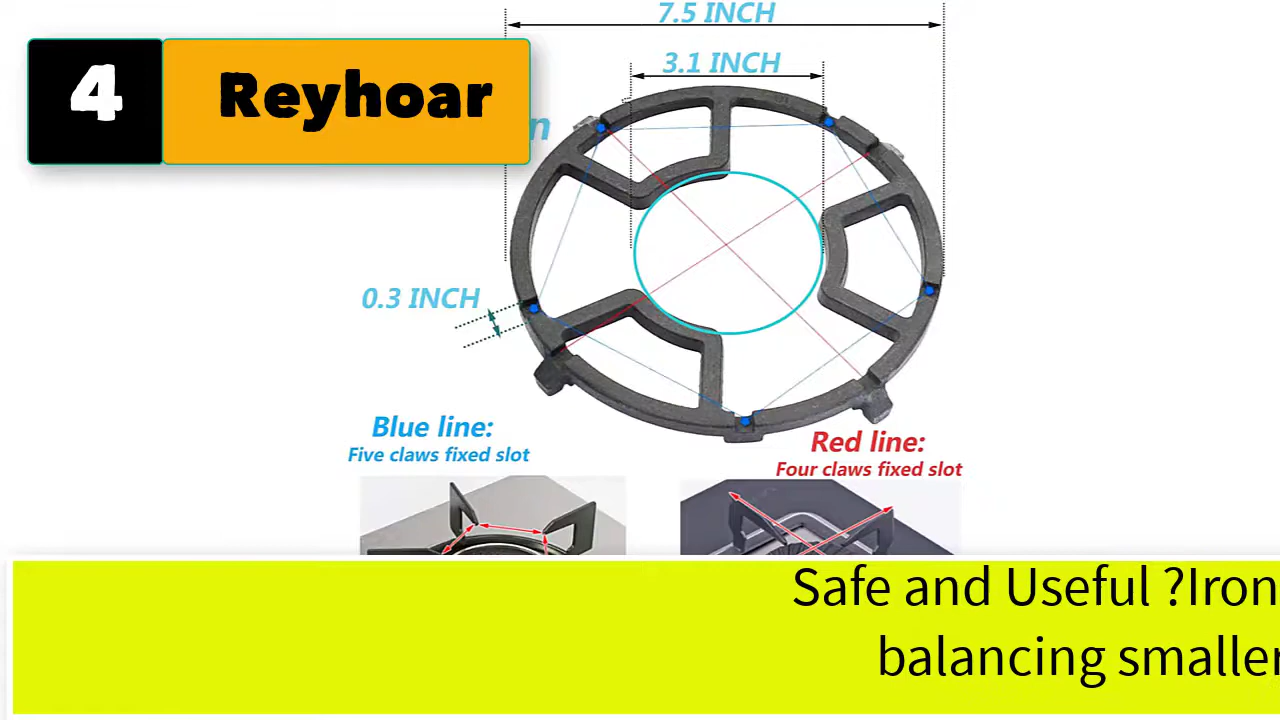 7.5 INCH
4 Reyhoar
3.1 INCH
n
0.3 INCH
Blue line:
Five claws fixed slot
Red line:
Four claws fixed slot
Safe and Useful ?Iron
balancing smaller